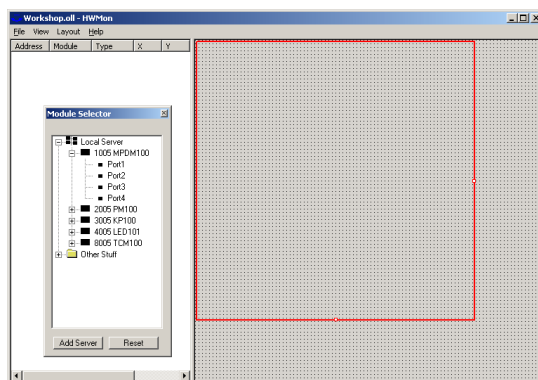 Workshop.oll - HWMon
File View Layout Help
Address Module Type X Y
Module Selector
Local Server
1005 MPDM100
Port1
Port2
Port3
Port4
2005 PM100
3005 KP100
4005 LED101
8005 TCM100
Other Stuff
Add Server Reset